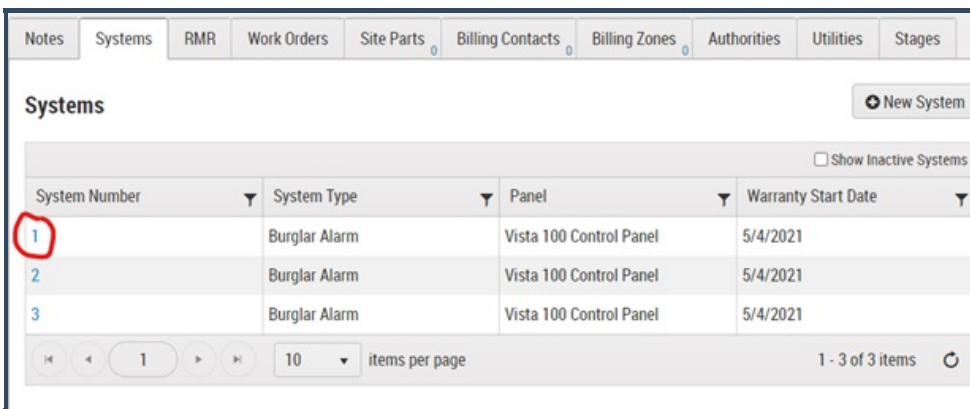 Notes Systems RMR Work Orders Site Parts 0 Billing Contacts 0 Billing Zones 0 Authorities Utilities Stages
Systems New System
Show Inactive Systems
System Number System Type Panel Warranty Start Date
1 Burglar Alarm Vista 100 Control Panel 5/4/2021
2 Burglar Alarm Vista 100 Control Panel 5/4/2021
3 Burglar Alarm Vista 100 Control Panel 5/4/2021
1 10 items per page 1 - 3 of 3 items